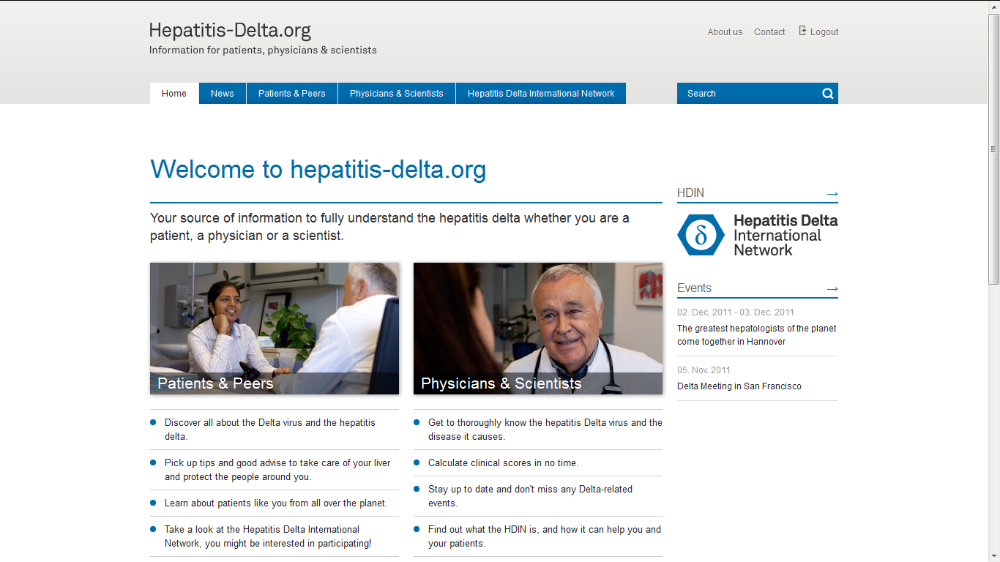 Hepatitis-Delta.org
Information for patients, physicians & scientists
About us
Contact
Logout
Home
News
Patients & Peers
Physicians & Scientists
Hepatitis Delta International Network
Search
Welcome to hepatitis-delta.org
Your source of information to fully understand the hepatitis delta whether you are a
patient, a physician or a scientist.
Patients & Peers
Discover all about the Delta virus and the hepatitis
delta.
Pick up tips and good advise to take care of your liver
and protect the people around you.
Learn about patients like you from all over the planet.
Take a look at the Hepatitis Delta International
Network, you might be interested in participating!
Physicians & Scientists
Get to thoroughly know the hepatitis Delta virus and the
disease it causes.
Calculate clinical scores in no time.
Stay up to date and don't miss any Delta-related
events.
Find out what the HDIN is, and how it can help you and
your patients.
HDIN →
δ
Hepatitis Delta
International
Network
Events →
02. Dec. 2011 - 03. Dec. 2011
The greatest hepatologists of the planet
come together in Hannover
05. Nov. 2011
Delta Meeting in San Francisco